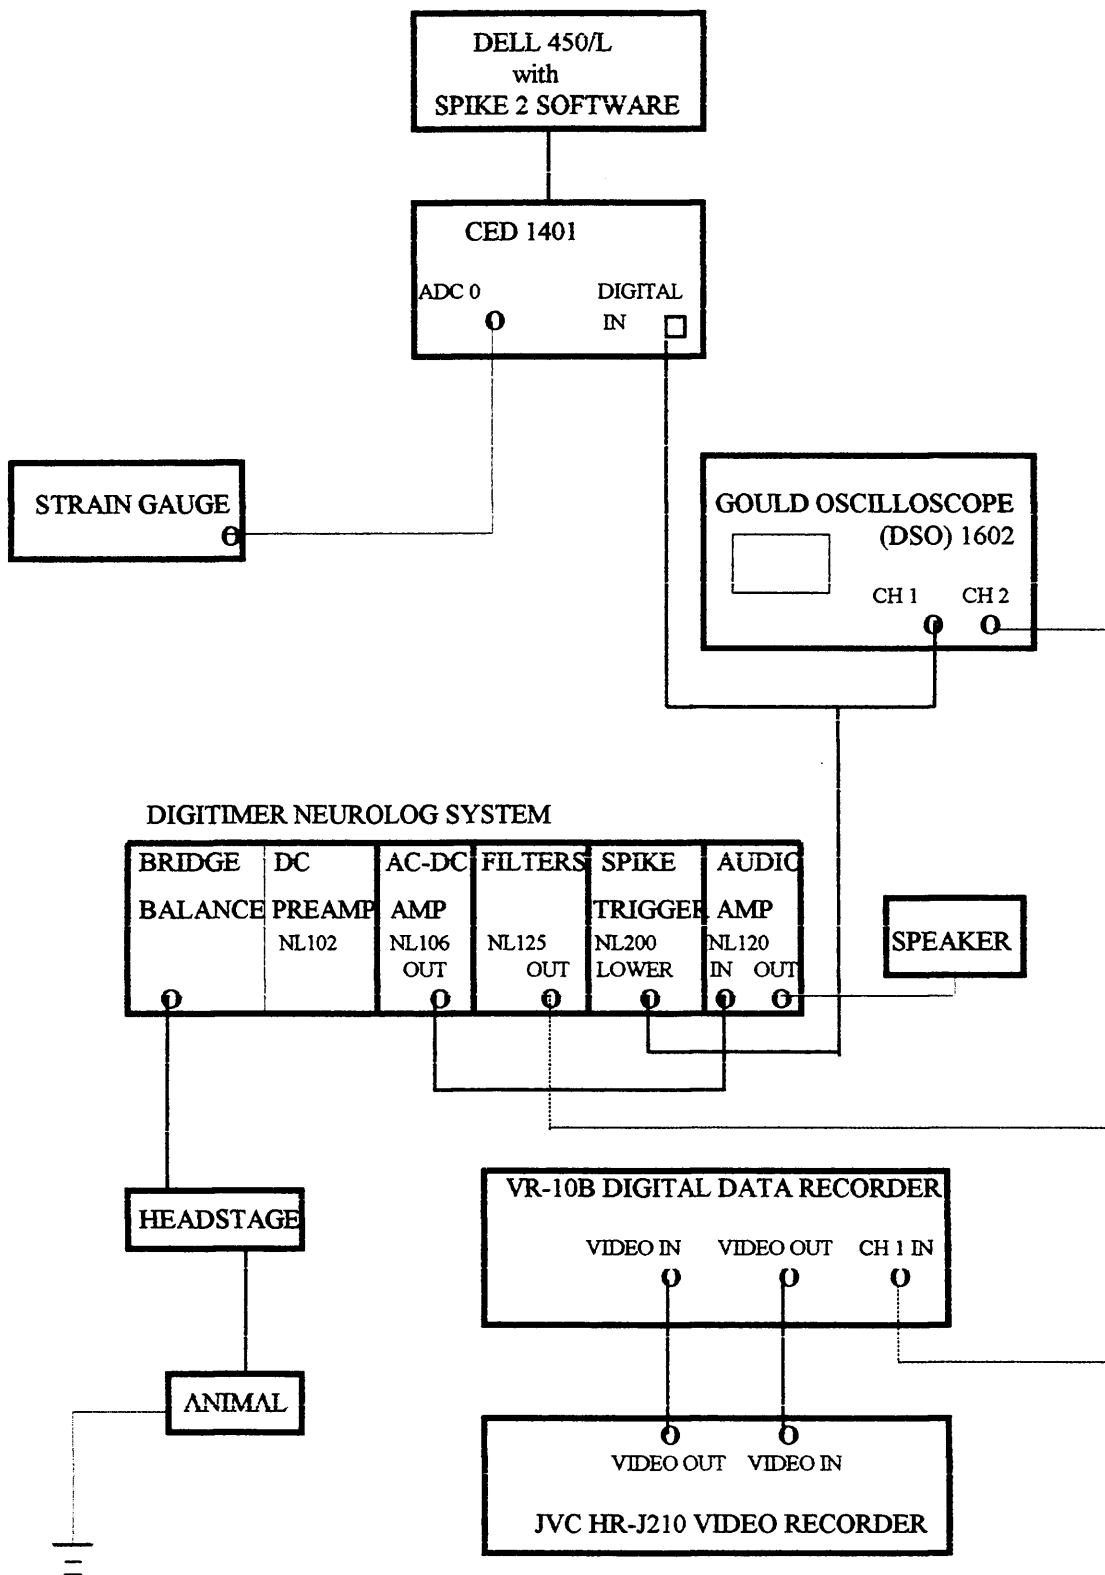 DELL 450/L
with
SPIKE 2 SOFTWARE
CED 1401
ADC 0
DIGITAL
IN
STRAIN GAUGE
GOULD OSCILLOSCOPE
(DSO) 1602
CH 1 CH 2
DIGITIMER NEUROLOG SYSTEM
BRIDGE
BALANCE
DC
PREAMP
NL102
AC-DC
AMP
NL106
OUT
FILTERS
NL125
OUT
SPIKE
TRIGGER
NL200
LOWER
AUDIO
AMP
NL120
IN OUT
SPEAKER
HEADSTAGE
ANIMAL
VR-10B DIGITAL DATA RECORDER
VIDEO IN VIDEO OUT CH 1 IN
VIDEO OUT VIDEO IN
JVC HR-J210 VIDEO RECORDER